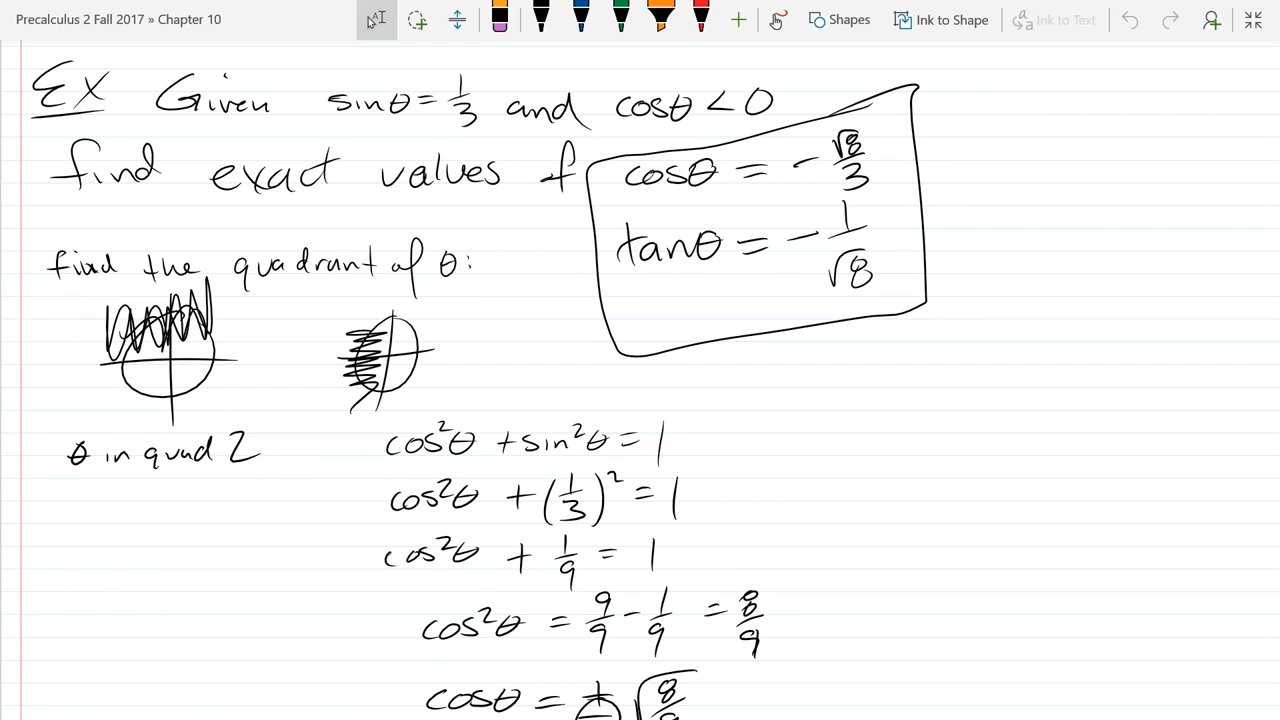 Precalculus 2 Fall 2017 » Chapter 10
Shapes
Ink to Shape
Ink to Text
Ex Given sinθ = 1/3 and cosθ < 0
find exact values of
cosθ = -√8/3
tanθ = -1/√8
find the quadrant of θ:
θ in quad 2
cos²θ + sin²θ = 1
cos²θ + (1/3)² = 1
cos²θ + 1/9 = 1
cos²θ = 9/9 - 1/9 = 8/9
cosθ = ± √8/9